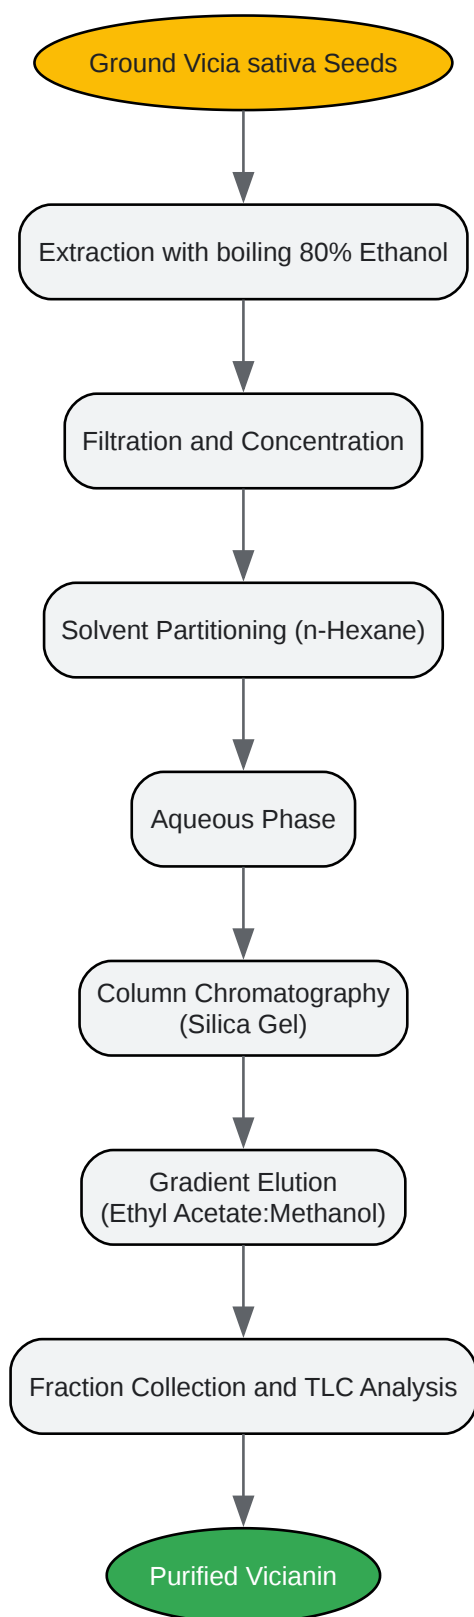 Ground Vicia sativa Seeds
Extraction with boiling 80% Ethanol
Filtration and Concentration
Solvent Partitioning (n-Hexane)
Aqueous Phase
Column Chromatography
(Silica Gel)
Gradient Elution
(Ethyl Acetate:Methanol)
Fraction Collection and TLC Analysis
Purified Vicianin